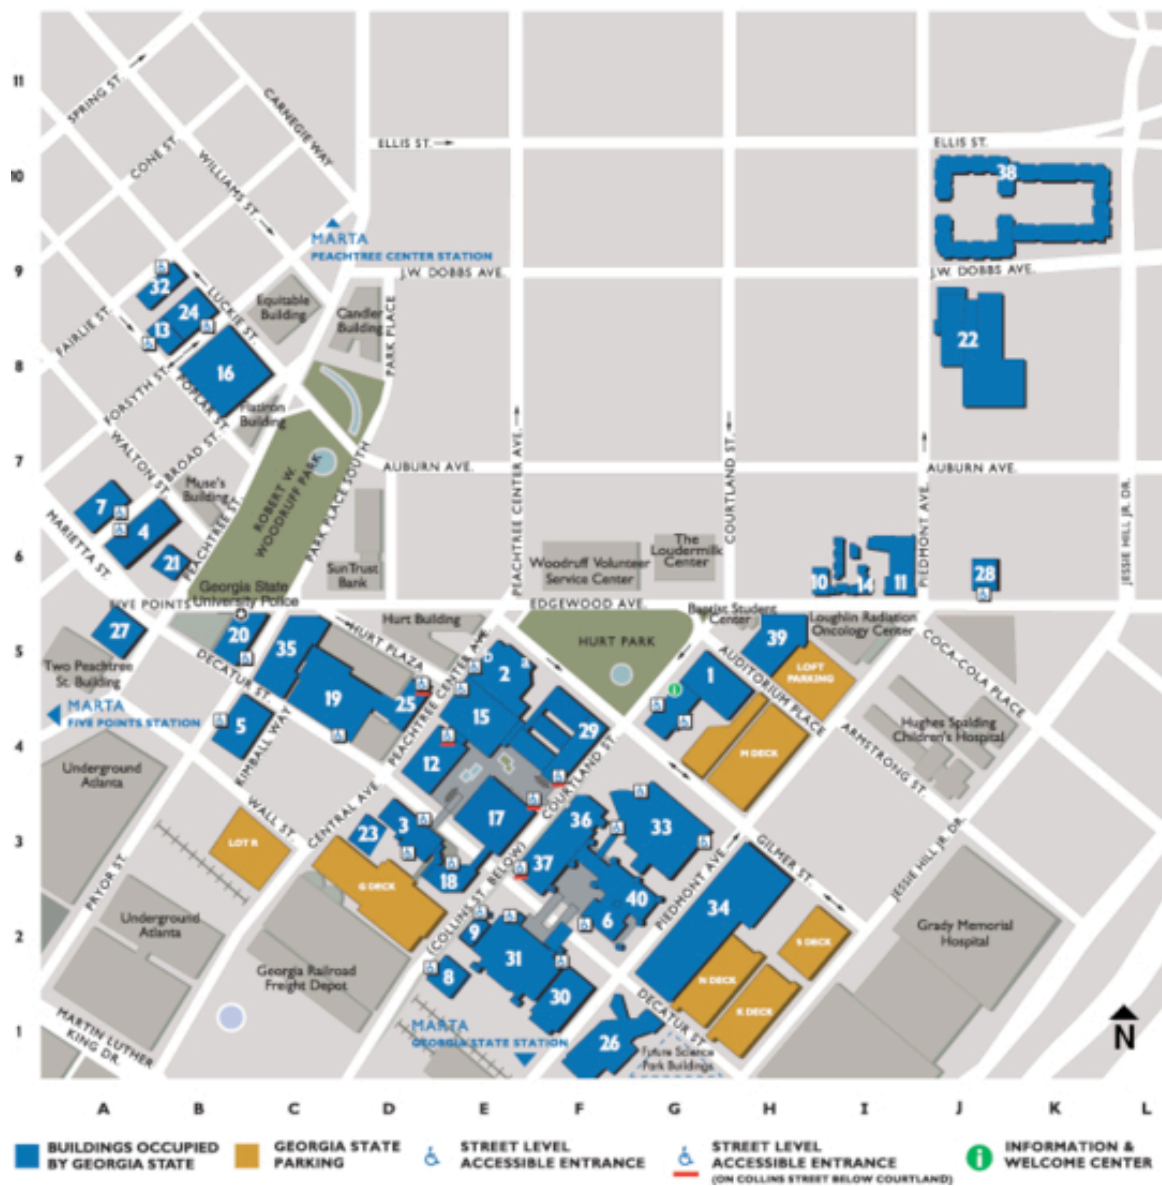 11
SPRING ST.
CARNEGIE WAY
CONE ST.
WILLIAMS ST.
ELLIS ST.
ELLIS ST.
10
38
MARTA
PEACHTREE CENTER STATION
J.W. DOBBS AVE.
J.W. DOBBS AVE.
9
32
24
13
LUCKIE ST.
Equitable
Building
Candler
Building
PARK PLACE
FAIRLIE ST.
22
8
16
FORSYTH ST.
POPLAR ST.
Flatiron
Building
WALTON ST.
BROAD ST.
7
AUBURN AVE.
AUBURN AVE.
Muse's
Building
ROBERT W.
WOODRUFF PARK
PARK PLACE SOUTH
PEACHTREE ST.
PEACHTREE CENTER AVE.
COURTLAND ST.
PIEDMONT AVE.
JESSIE HILL JR. DR.
7
4
21
MARIETTA ST.
6
SunTrust
Bank
Woodruff Volunteer
Service Center
The
Loudermilk
Center
10
14
11
28
Georgia State
University Police
FIVE POINTS
EDGEWOOD AVE.
Hurt Building
Baptist Student
Center
Loughlin Radiation
Oncology Center
27
20
35
HURT PLAZA
HURT PARK
39
COCA-COLA PLACE
5
Two Peachtree
St. Building
DECATUR ST.
19
25
PEACHTREE CENTER AVE
2
15
29
1
AUDITORIUM PLACE
LOFT
PARKING
MARTA
FIVE POINTS STATION
5
KIMBALL WAY
M DECK
ARMSTRONG ST.
Hughes Spalding
Children's Hospital
4
12
Underground
Atlanta
WALL ST.
CENTRAL AVE
COURTLAND ST.
3
LOT R
23
3
17
36
33
37
GILMER ST.
JESSIE HILL JR. DR.
PRYOR ST.
G DECK
18
(COLLINS ST. BELOW)
40
6
34
PIEDMONT AVE
2
Underground
Atlanta
9
31
S DECK
Grady Memorial
Hospital
Georgia Railroad
Freight Depot
8
30
N DECK
K DECK
DECATUR ST
1
MARTIN LUTHER
KING DR.
MARTA
GEORGIA STATE STATION
26
Future Science
Park Buildings
N
A B C D E F G H I J K L
BUILDINGS OCCUPIED
BY GEORGIA STATE
GEORGIA STATE
PARKING
STREET LEVEL
ACCESSIBLE ENTRANCE
STREET LEVEL
ACCESSIBLE ENTRANCE
(ON COLLINS STREET BELOW COURTLAND)
i
INFORMATION &
WELCOME CENTER